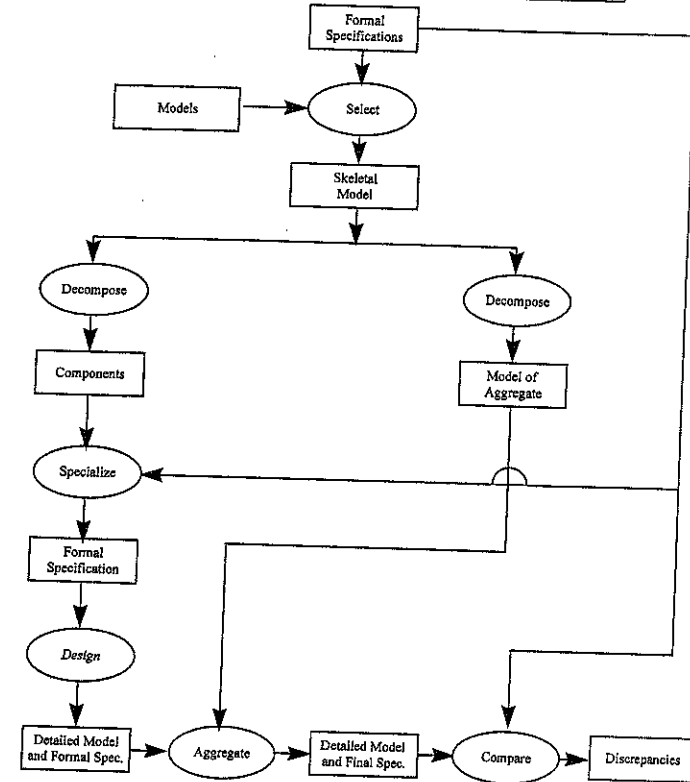 Formal
Specifications
Models
Select
Skeletal
Model
Decompose
Decompose
Components
Model of
Aggregate
Specialize
Formal
Specification
Design
Detailed Model
and Formal Spec.
Aggregate
Detailed Model
and Final Spec.
Compare
Discrepancies